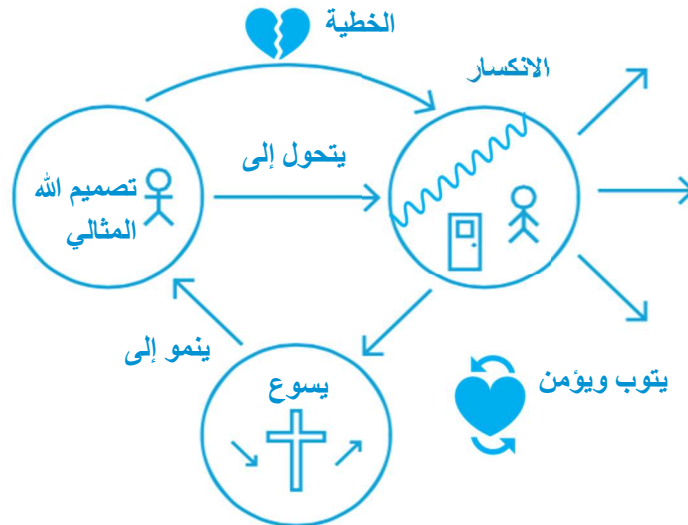 الخطية
الانكسار
يتحول إلى
تصميم الله
المثالي
ينمو إلى
يسوع
يتوب ويؤمن